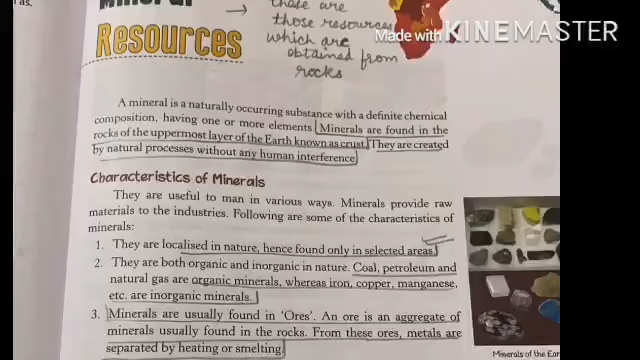 as.
Mineral
Resources
→ these are
those resources
which are
obtained from
rocks
Made with KINEMASTER
A mineral is a naturally occurring substance with a definite chemical
composition, having one or more elements. Minerals are found in the
rocks of the uppermost layer of the Earth known as crust. They are created
by natural processes without any human interference.
Characteristics of Minerals
They are useful to man in various ways. Minerals provide raw
materials to the industries. Following are some of the characteristics of
minerals:
1. They are localised in nature, hence found only in selected areas.
2. They are both organic and inorganic in nature. Coal, petroleum and
natural gas are organic minerals, whereas iron, copper, manganese,
etc. are inorganic minerals.
3. Minerals are usually found in 'Ores'. An ore is an aggregate of
minerals usually found in the rocks. From these ores, metals are
separated by heating or smelting.
Minerals of the Ear